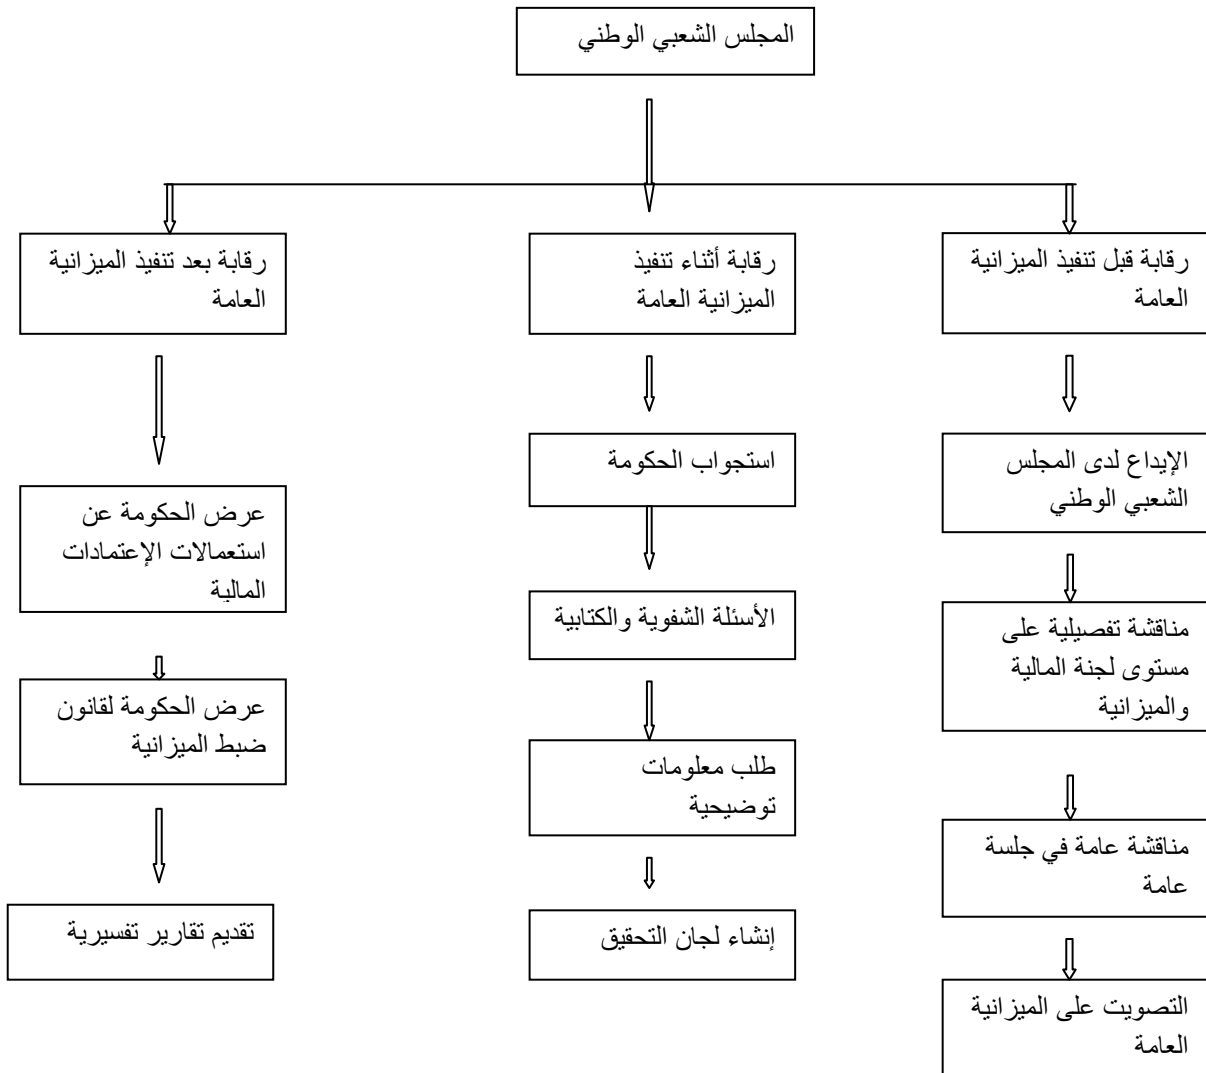 المجلس الشعبي الوطني
رقابة قبل تنفيذ الميزانية
العامة
الإيداع لدى المجلس
الشعبي الوطني
مناقشة تفصيلية على
مستوى لجنة المالية
والميزانية
مناقشة عامة في جلسة
عامة
التصويت على الميزانية
العامة
رقابة أثناء تنفيذ
الميزانية العامة
استجواب الحكومة
الأسئلة الشفوية والكتابية
طلب معلومات
توضيحية
إنشاء لجان التحقيق
رقابة بعد تنفيذ الميزانية
العامة
عرض الحكومة عن
استعمالات الإعتمادات
المالية
عرض الحكومة لقانون
ضبط الميزانية
تقديم تقارير تفسيرية